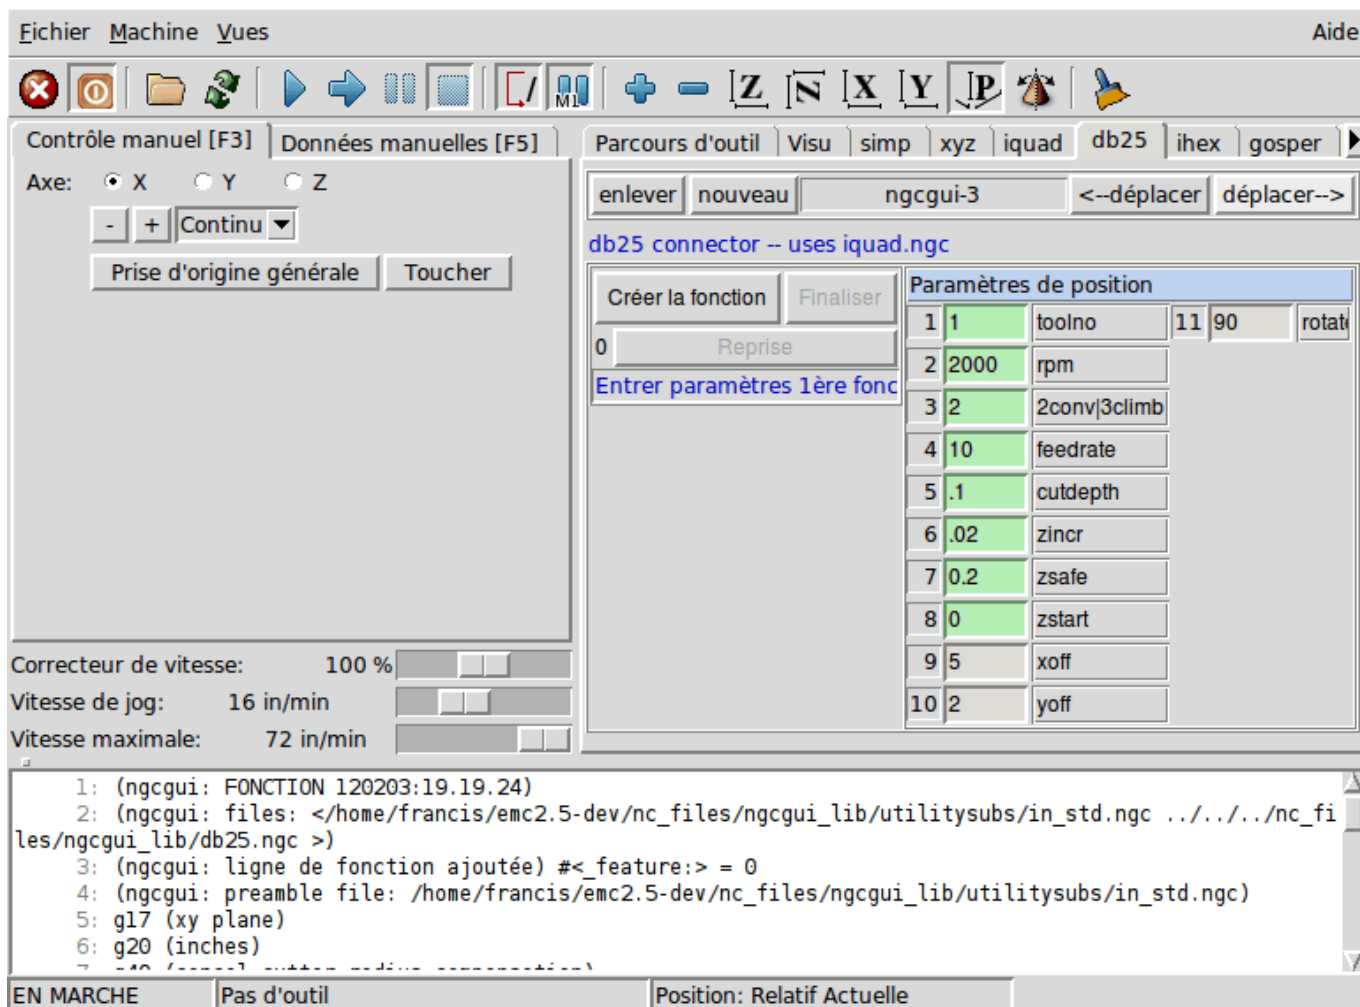 Fichier Machine Vues Aide
M1 Z N X Y P
Contrôle manuel [F3] Données manuelles [F5]
Axe: X Y Z
- + Continu
Prise d'origine générale Toucher
Correcteur de vitesse: 100 %
Vitesse de jog: 16 in/min
Vitesse maximale: 72 in/min
Parcours d'outil Visu simp xyz iquad db25 ihex gosper
enlever nouveau ngcgui-3 <--déplacer déplacer-->
db25 connector -- uses iquad.ngc
Créer la fonction Finaliser
0 Reprise
Entrer paramètres 1ère fonc
Paramètres de position
1 1 toolno 11 90 rotate
2 2000 rpm
3 2 2conv|3climb
4 10 feedrate
5 .1 cutdepth
6 .02 zincr
7 0.2 zsafe
8 0 zstart
9 5 xoff
10 2 yoff
1: (ngcgui: FONCTION 120203:19.19.24)
2: (ngcgui: files: </home/francis/emc2.5-dev/nc_files/ngcgui_lib/utilitysubs/in_std.ngc ../../../nc_fi
les/ngcgui_lib/db25.ngc >)
3: (ngcgui: ligne de fonction ajoutée) #<_feature:> = 0
4: (ngcgui: preamble file: /home/francis/emc2.5-dev/nc_files/ngcgui_lib/utilitysubs/in_std.ngc)
5: g17 (xy plane)
6: g20 (inches)
7: g40 (cancel cutter radius compensation)
EN MARCHE Pas d'outil Position: Relatif Actuelle